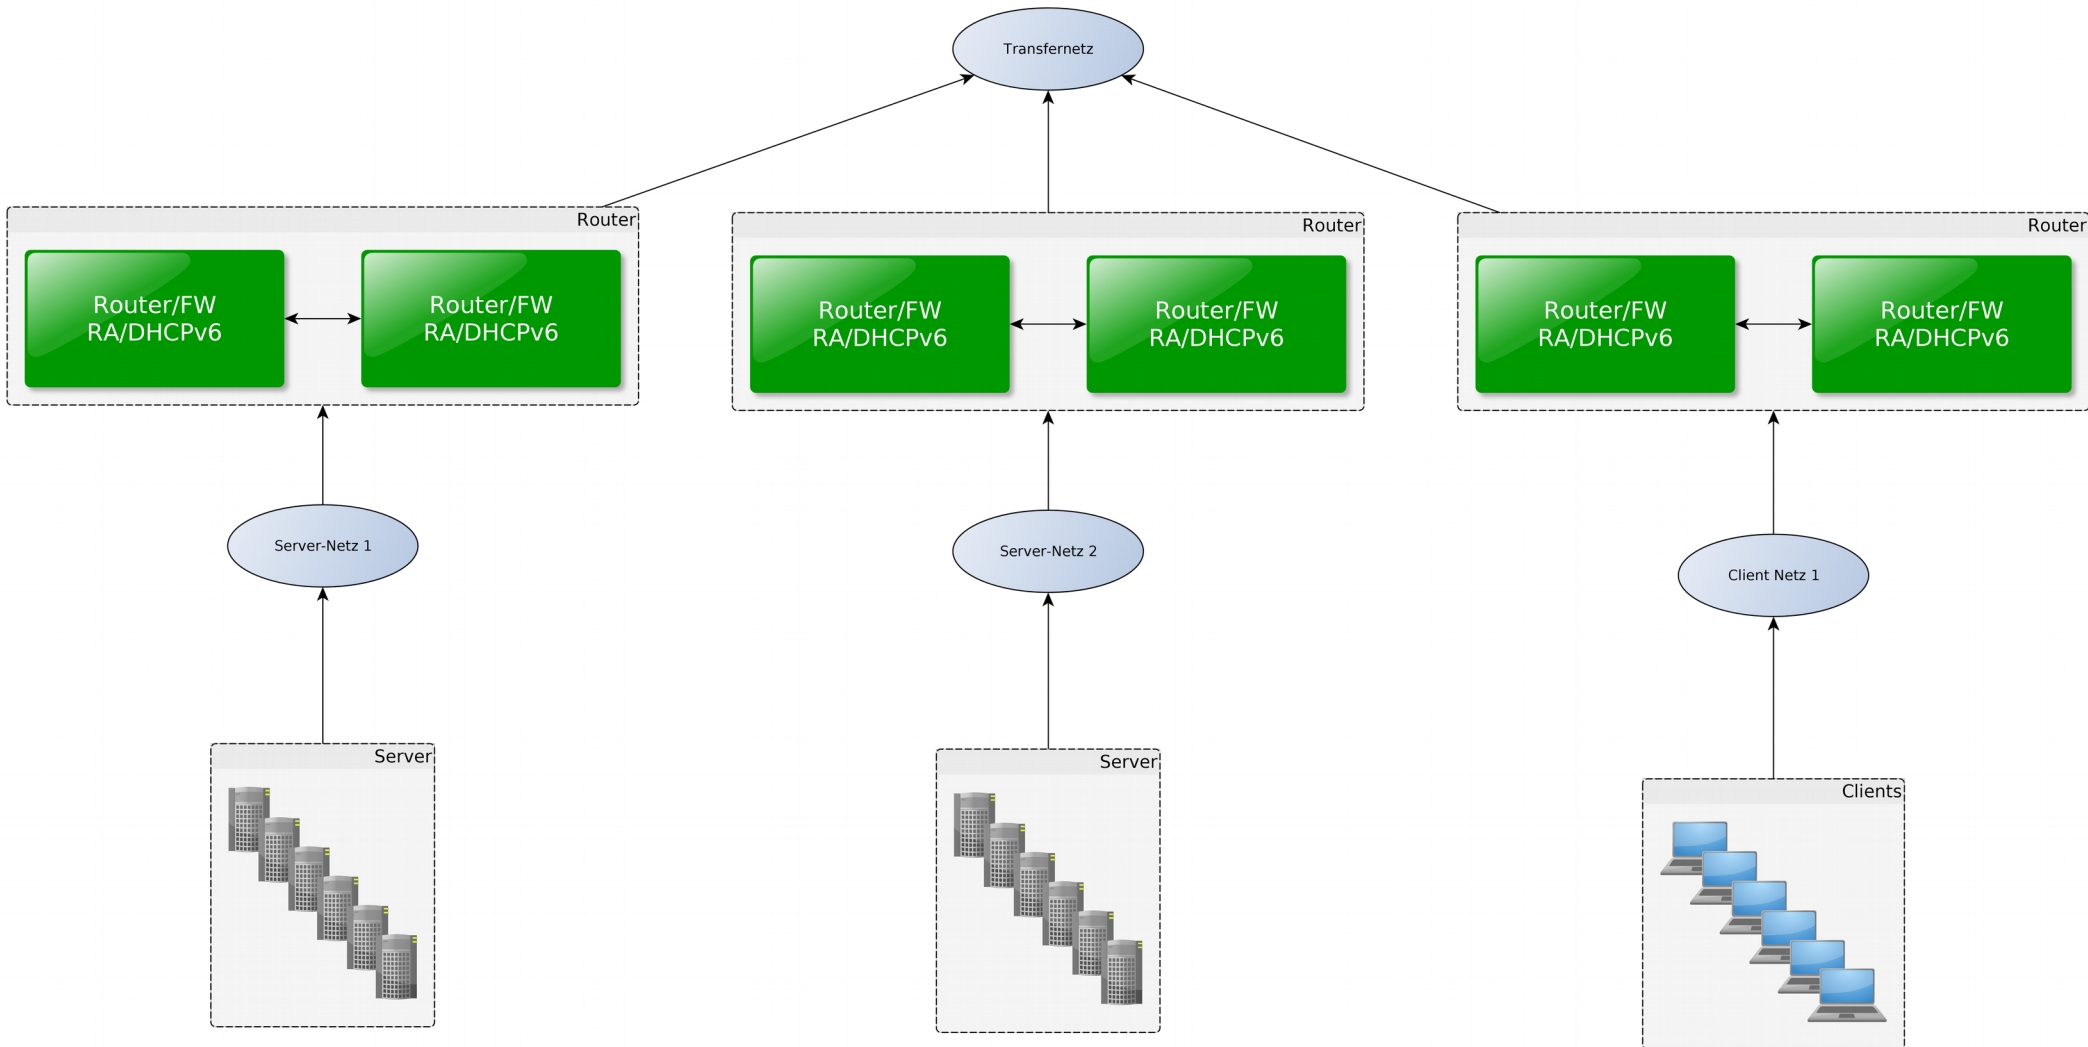 Transfernetz
Router
Router/FW
RA/DHCPv6
Router/FW
RA/DHCPv6
Router
Router/FW
RA/DHCPv6
Router/FW
RA/DHCPv6
Router
Router/FW
RA/DHCPv6
Router/FW
RA/DHCPv6
Server-Netz 1
Server-Netz 2
Client Netz 1
Server
Server
Clients